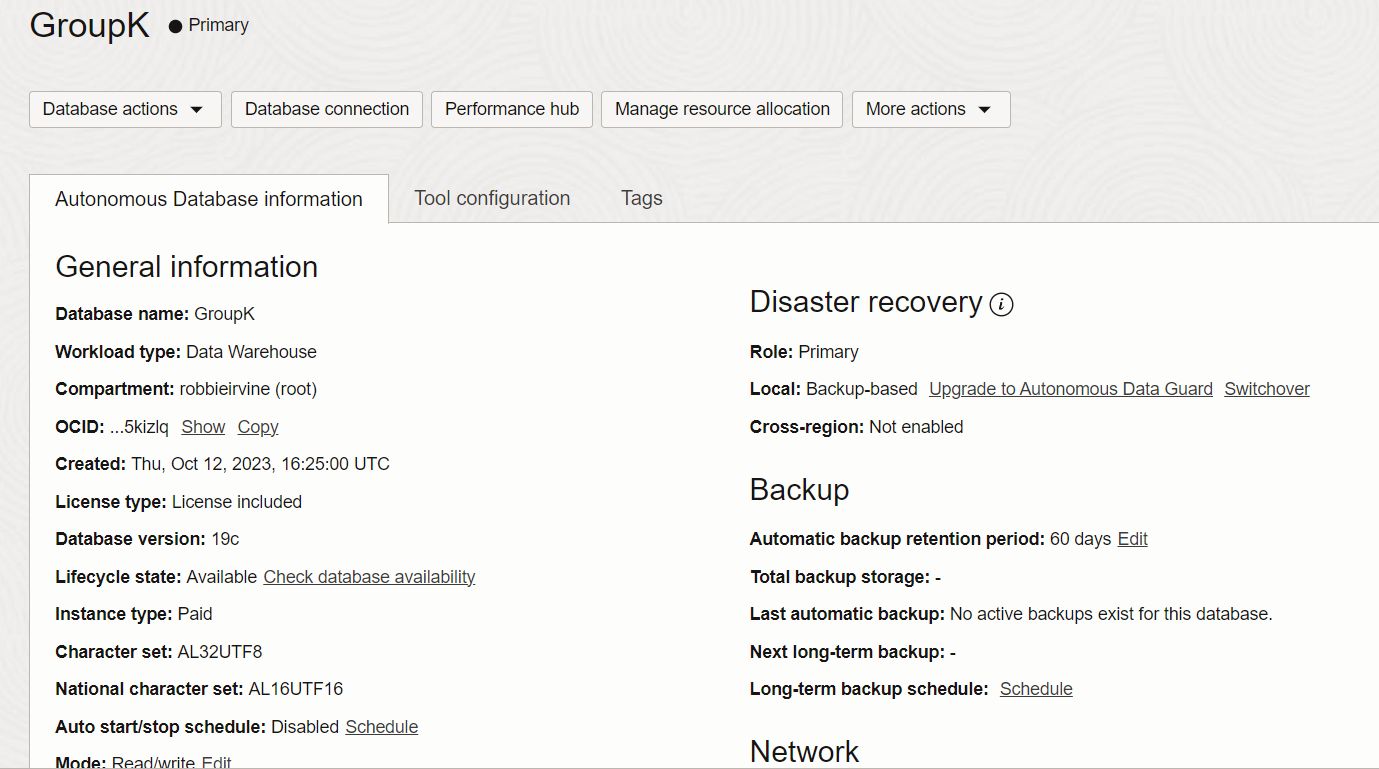 GroupK ● Primary
Database actions
Database connection
Performance hub
Manage resource allocation
More actions
Autonomous Database information
Tool configuration
Tags
General information
Database name: GroupK
Workload type: Data Warehouse
Compartment: robbieirvine (root)
OCID: ...5kizlq Show Copy
Created: Thu, Oct 12, 2023, 16:25:00 UTC
License type: License included
Database version: 19c
Lifecycle state: Available Check database availability
Instance type: Paid
Character set: AL32UTF8
National character set: AL16UTF16
Auto start/stop schedule: Disabled Schedule
Mode: Read/write Edit
Disaster recovery i
Role: Primary
Local: Backup-based Upgrade to Autonomous Data Guard Switchover
Cross-region: Not enabled
Backup
Automatic backup retention period: 60 days Edit
Total backup storage: -
Last automatic backup: No active backups exist for this database.
Next long-term backup: -
Long-term backup schedule: Schedule
Network